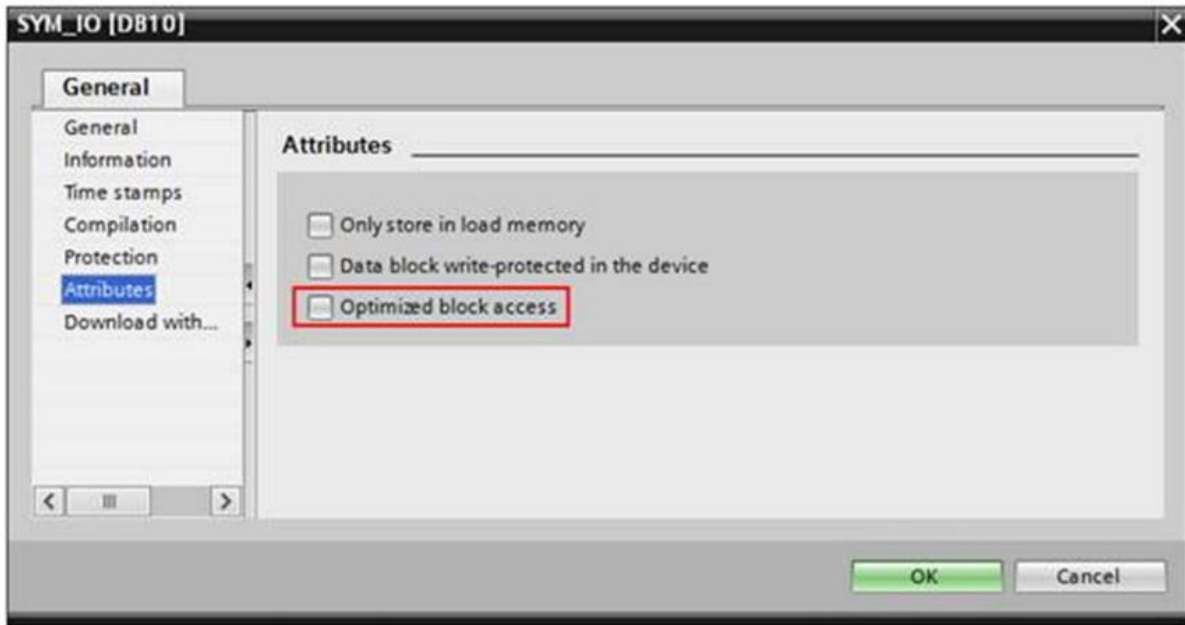 SYM_IO [DB10]
General
General
Information
Time stamps
Compilation
Protection
Attributes
Download with...
Attributes
Only store in load memory
Data block write-protected in the device
Optimized block access
OK
Cancel